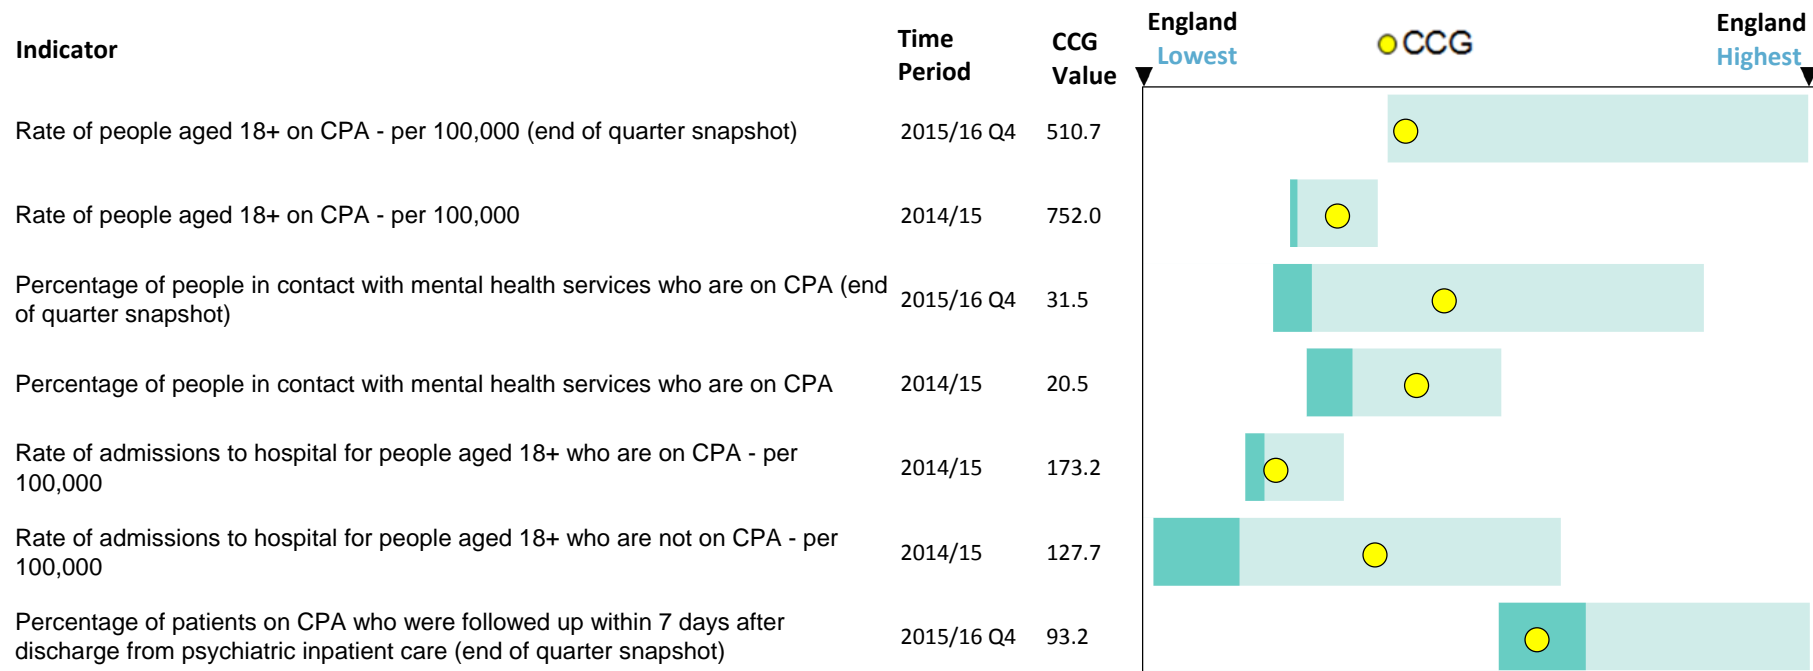 Indicator
Time Period
CCG Value
England Lowest
CCG
England Highest
Rate of people aged 18+ on CPA - per 100,000 (end of quarter snapshot)
2015/16 Q4
510.7
Rate of people aged 18+ on CPA - per 100,000
2014/15
752.0
Percentage of people in contact with mental health services who are on CPA (end
of quarter snapshot)
2015/16 Q4
31.5
Percentage of people in contact with mental health services who are on CPA
2014/15
20.5
Rate of admissions to hospital for people aged 18+ who are on CPA - per
100,000
2014/15
173.2
Rate of admissions to hospital for people aged 18+ who are not on CPA - per
100,000
2014/15
127.7
Percentage of patients on CPA who were followed up within 7 days after
discharge from psychiatric inpatient care (end of quarter snapshot)
2015/16 Q4
93.2